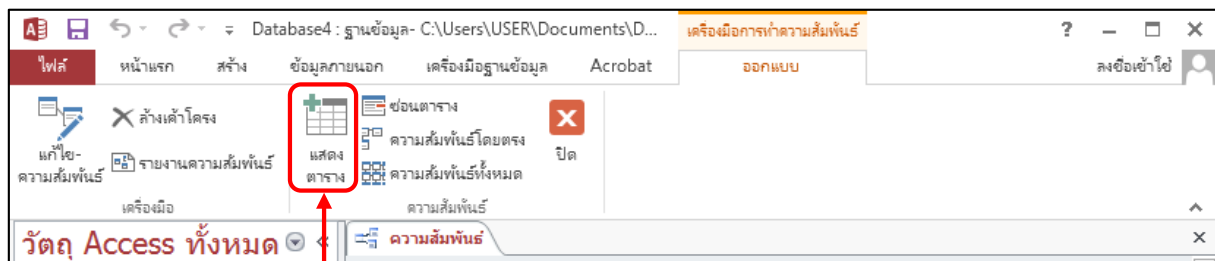 Database4 : ฐานข้อมูล- C:\Users\USER\Documents\D...
เครื่องมือการทำความสัมพันธ์
?
ไฟล์
หน้าแรก
สร้าง
ข้อมูลภายนอก
เครื่องมือฐานข้อมูล
Acrobat
ออกแบบ
ลงชื่อเข้าใช้
แก้ไข-
ความสัมพันธ์
ล้างเค้าโครง
รายงานความสัมพันธ์
เครื่องมือ
แสดง
ตาราง
ซ่อนตาราง
ความสัมพันธ์โดยตรง
ความสัมพันธ์ทั้งหมด
ปิด
ความสัมพันธ์
วัตถุ Access ทั้งหมด
ความสัมพันธ์